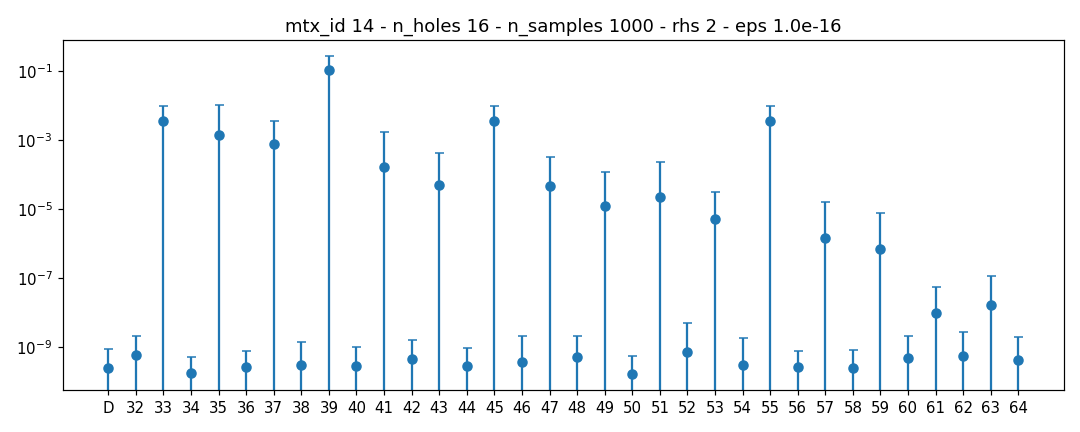 mtx_id 14 - n_holes 16 - n_samples 1000 - rhs 2 - eps 1.0e-16
10⁻¹
10⁻³
10⁻⁵
10⁻⁷
10⁻⁹
D 32 33 34 35 36 37 38 39 40 41 42 43 44 45 46 47 48 49 50 51 52 53 54 55 56 57 58 59 60 61 62 63 64